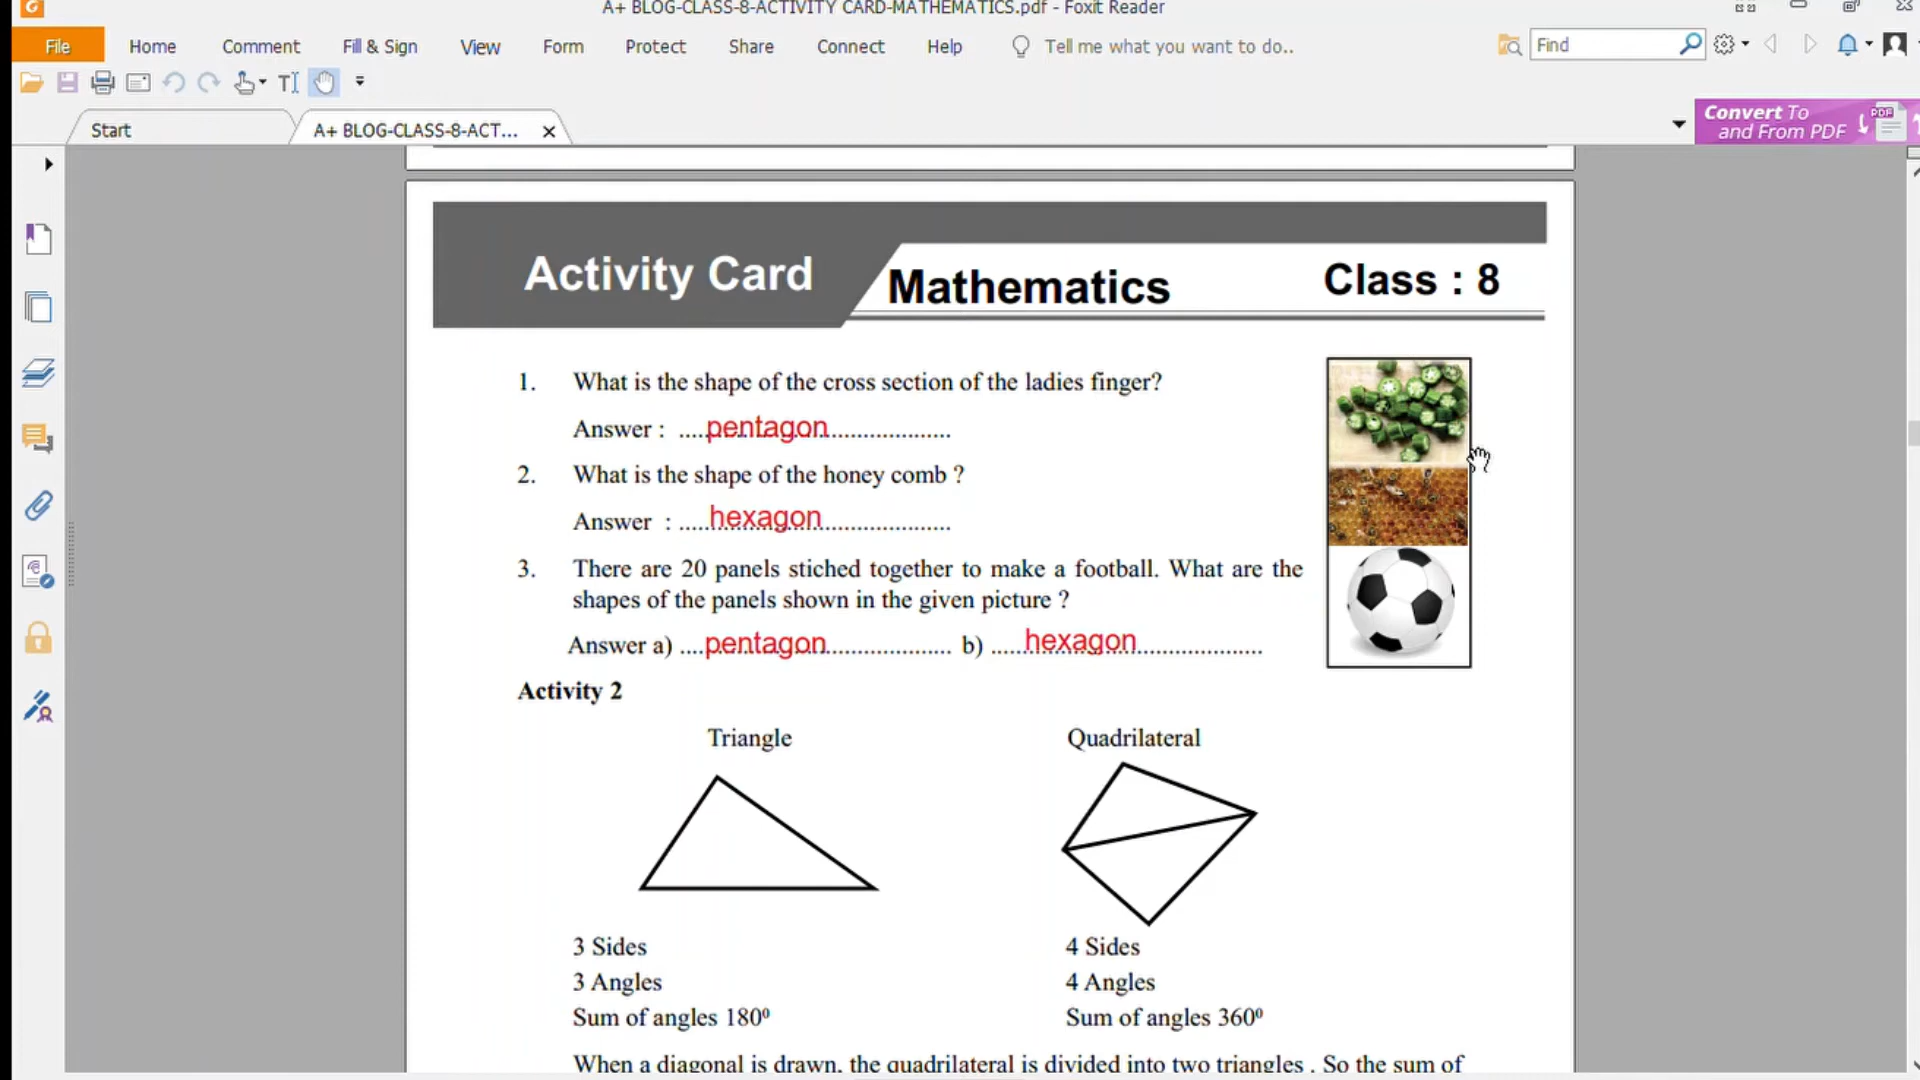 A+ BLOG-CLASS-8-ACTIVITY CARD-MATHEMATICS.pdf - Foxit Reader
File Home Comment Fill & Sign View Form Protect Share Connect Help Tell me what you want to do.. Find
Start A+ BLOG-CLASS-8-ACT...
Convert To
and From PDF
PDF
Activity Card Mathematics Class : 8
1. What is the shape of the cross section of the ladies finger?
Answer : ....pentagon....................
2. What is the shape of the honey comb ?
Answer : .....hexagon.....................
3. There are 20 panels stiched together to make a football. What are the
shapes of the panels shown in the given picture ?
Answer a) ....pentagon.................... b) .....hexagon....................
Activity 2
Triangle Quadrilateral
3 Sides 4 Sides
3 Angles 4 Angles
Sum of angles 180⁰ Sum of angles 360⁰
When a diagonal is drawn, the quadrilateral is divided into two triangles . So the sum of